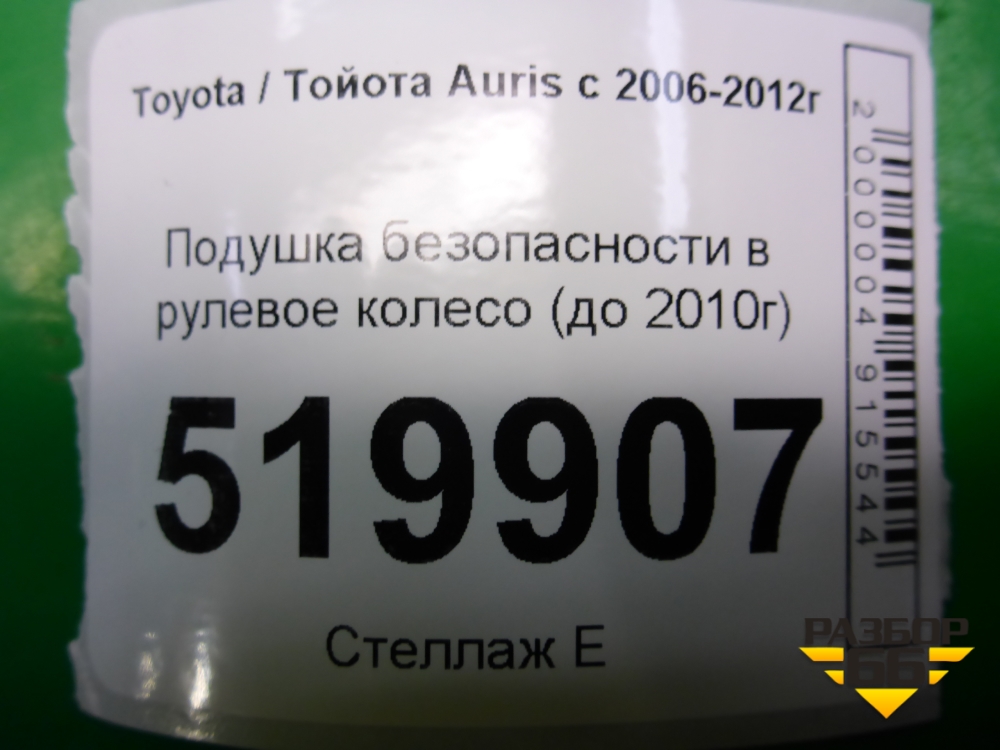 Toyota / Тойота Auris с 2006-2012г
Подушка безопасности в
рулевое колесо (до 2010г)
519907
Стеллаж Е
2000004915544
РАЗБОР
66